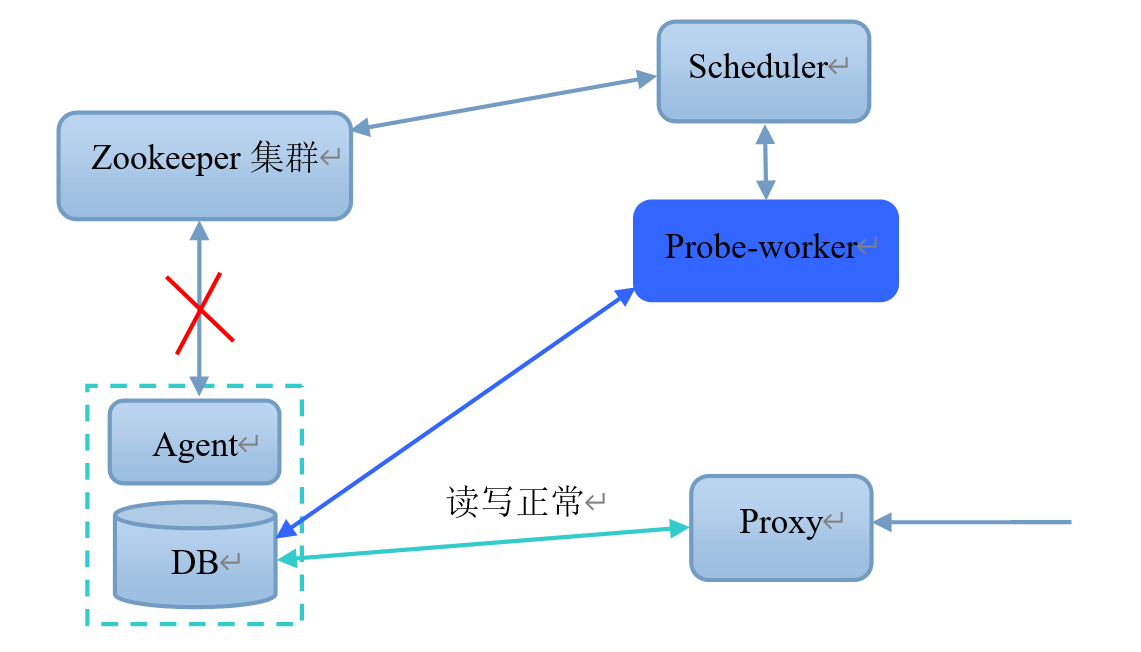 Scheduler
Zookeeper 集群
Probe-worker
Agent
读写正常
Proxy
DB